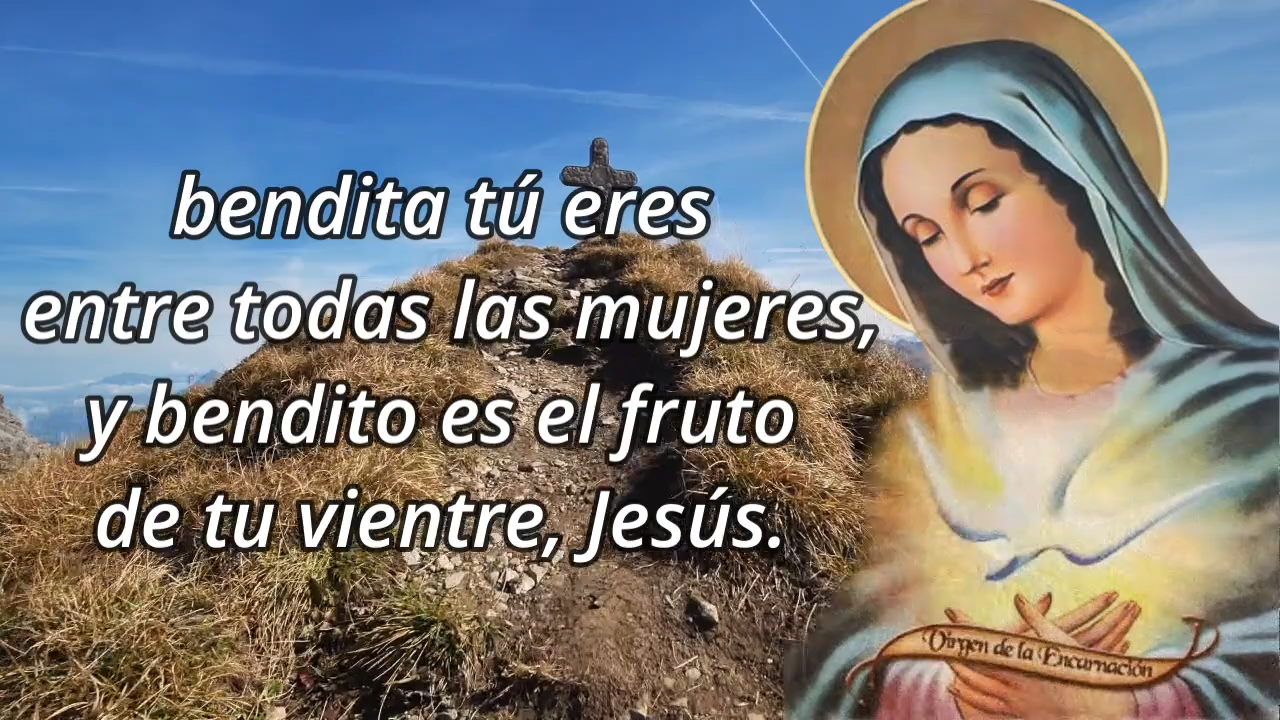 bendita tú eres
entre todas las mujeres,
y bendito es el fruto
de tu vientre, Jesús.
Virgen de la Encarnación